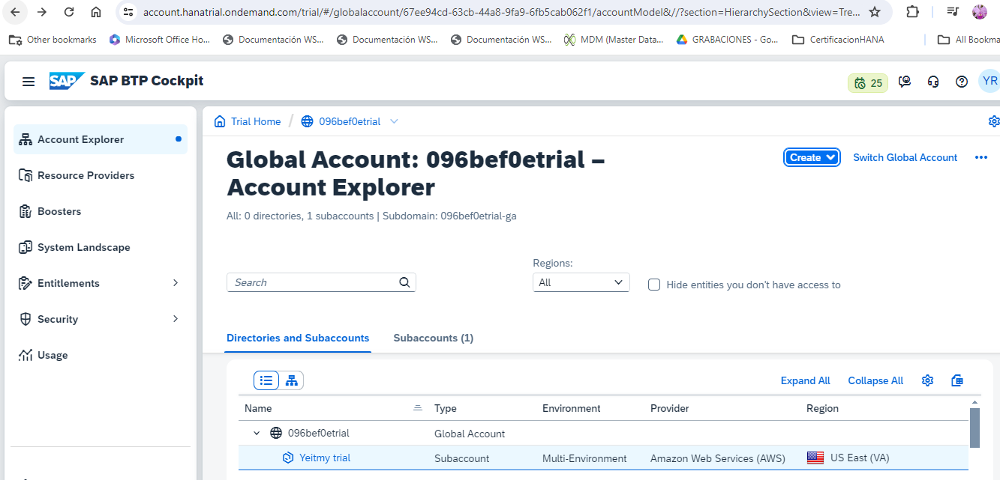 account.hanatrial.ondemand.com/trial/#/globalaccount/67ee94cd-63cb-44a8-9fa9-6fb5cab062f1/accountModel&//?section=HierarchySection&view=Tre...
Other bookmarks Microsoft Office Ho... Documentación WS... Documentación WS... Documentación WS... MDM (Master Data... GRABACIONES - Go... CertificacionHANA All Bookma
SAP SAP BTP Cockpit 25 YR
Trial Home / 096bef0etrial
Account Explorer
Resource Providers
Boosters
System Landscape
Entitlements
Security
Usage
Global Account: 096bef0etrial –
Account Explorer
Create Switch Global Account
All: 0 directories, 1 subaccounts | Subdomain: 096bef0etrial-ga
Regions:
Search All Hide entities you don't have access to
Directories and Subaccounts Subaccounts (1)
Expand All Collapse All
Name Type Environment Provider Region
096bef0etrial Global Account
Yeitmy trial Subaccount Multi-Environment Amazon Web Services (AWS) US East (VA)